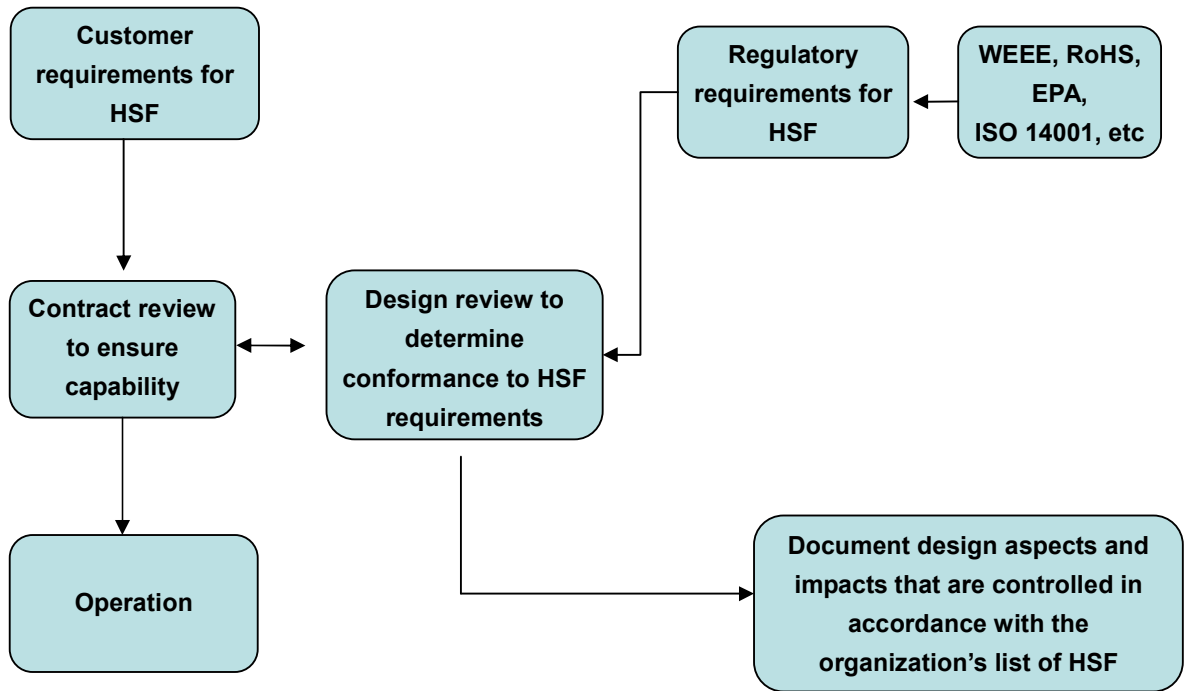 Customer
requirements for
HSF
Regulatory
requirements for
HSF
WEEE, RoHS,
EPA,
ISO 14001, etc
Contract review
to ensure
capability
Design review to
determine
conformance to HSF
requirements
Operation
Document design aspects and
impacts that are controlled in
accordance with the
organization’s list of HSF